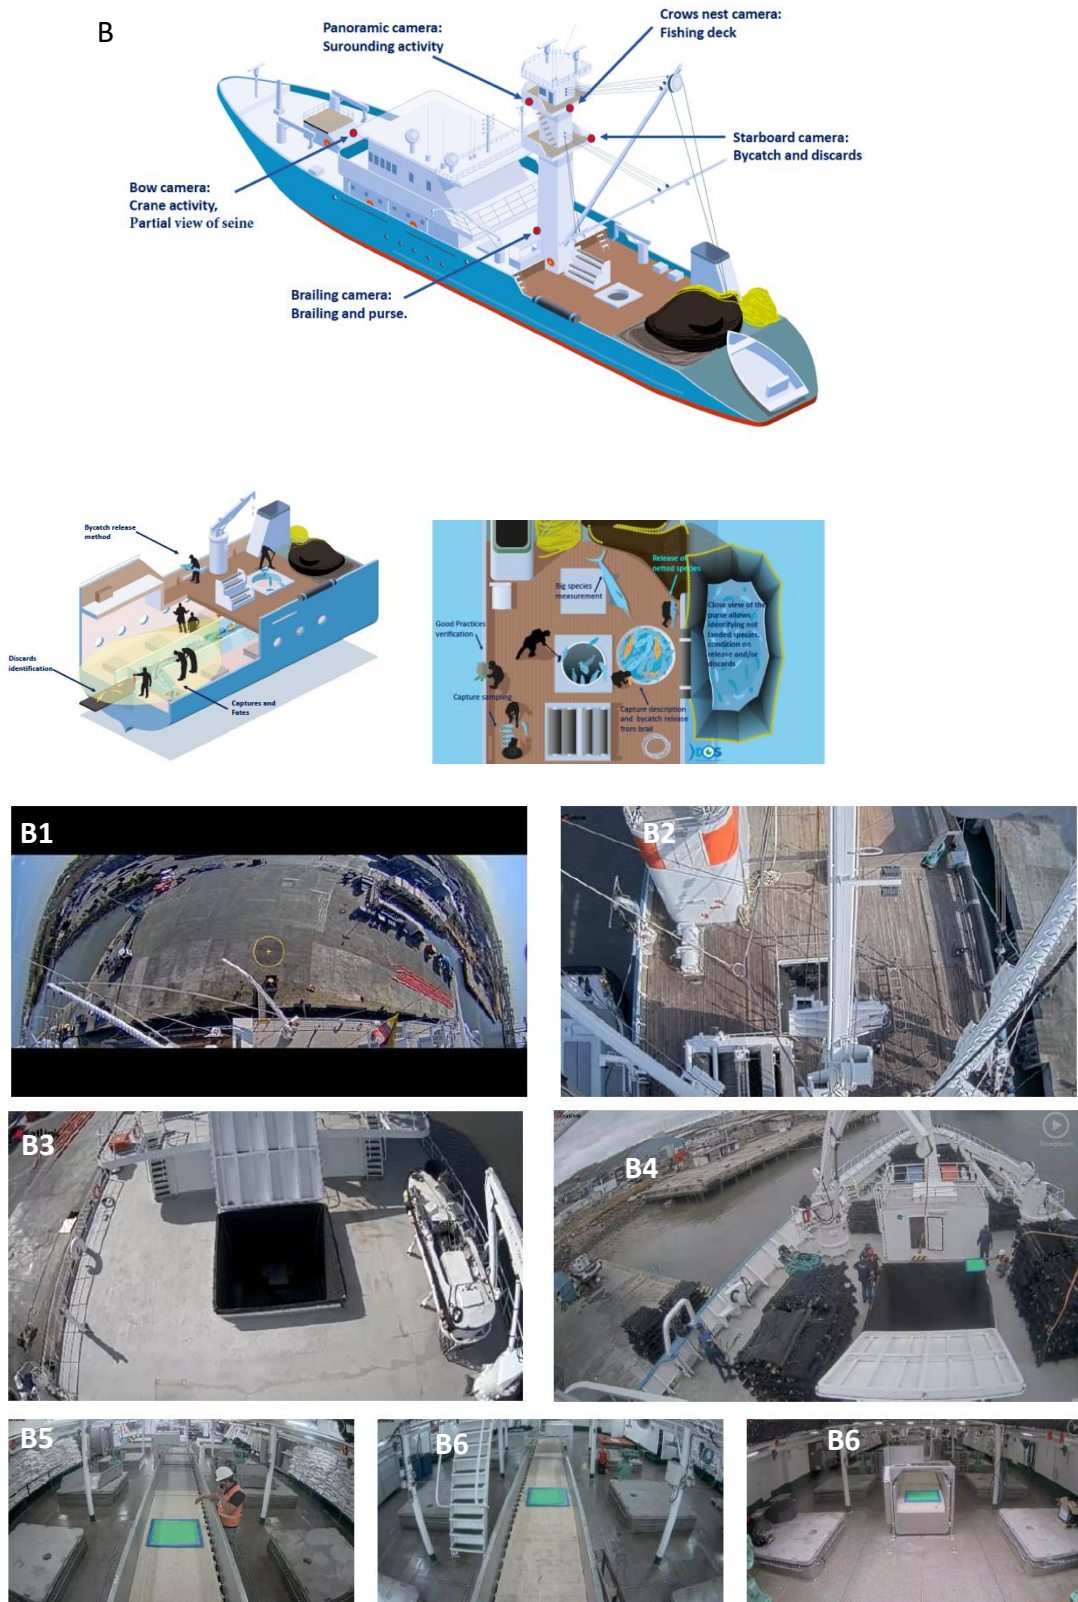 B
Panoramic camera:
Surounding activity
Crows nest camera:
Fishing deck
Starboard camera:
Bycatch and discards
Bow camera:
Crane activity,
Partial view of seine
Brailing camera:
Brailing and purse.
Bycatch release
method
Discards
identification
Captures and
Fates
Big species
measurement
Release of
netted species
Good Practices
verification
Close view of the
purse allows
identifying not
landed species,
condition on
release and/or
discards
Capture sampling
Capture description
and bycatch release
from brail
DOS
B1
B2
satlink
B3
satlink
B4
satlink
B5
B6
B6